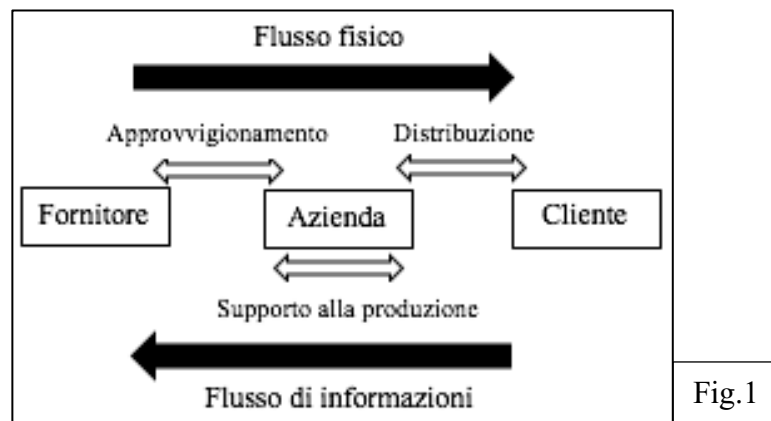 Flusso fisico
Approvvigionamento Distribuzione
Fornitore Azienda Cliente
Supporto alla produzione
Flusso di informazioni
Fig.1